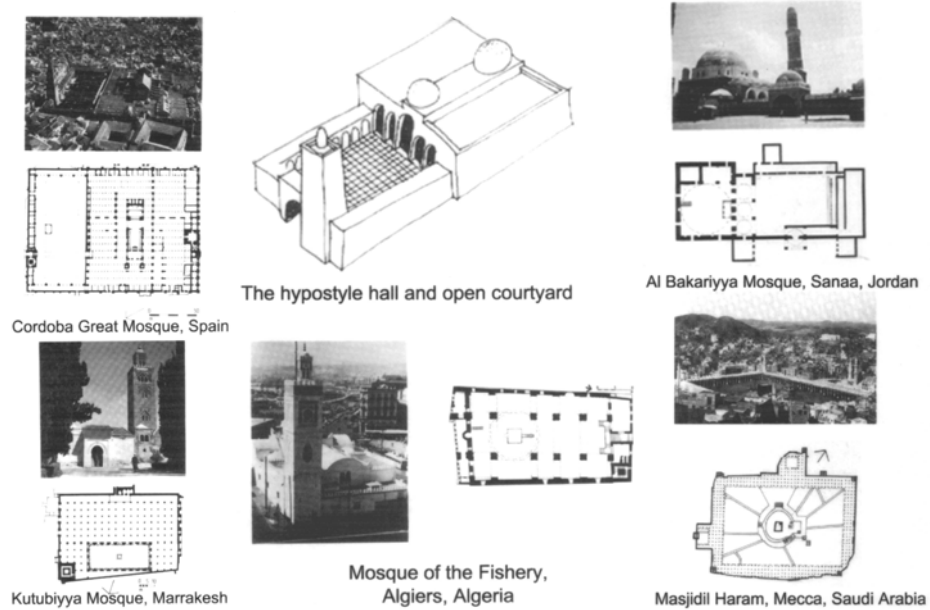 The hypostyle hall and open courtyard
Al Bakariyya Mosque, Sanaa, Jordan
Cordoba Great Mosque, Spain
Mosque of the Fishery,
Algiers, Algeria
Kutubiyya Mosque, Marrakesh
Masjidil Haram, Mecca, Saudi Arabia